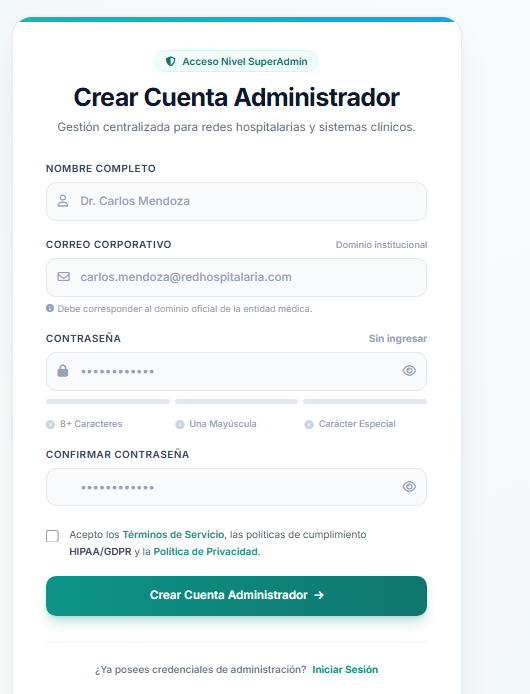 Acceso Nivel SuperAdmin
Crear Cuenta Administrador
Gestión centralizada para redes hospitalarias y sistemas clínicos.
NOMBRE COMPLETO
Dr. Carlos Mendoza
CORREO CORPORATIVO Dominio institucional
carlos.mendoza@redhospitalaria.com
Debe corresponder al dominio oficial de la entidad médica.
CONTRASEÑA Sin ingresar
••••••••••••
8+ Caracteres Una Mayúscula Carácter Especial
CONFIRMAR CONTRASEÑA
••••••••••••
Acepto los Términos de Servicio, las políticas de cumplimiento
HIPAA/GDPR y la Política de Privacidad.
Crear Cuenta Administrador →
¿Ya posees credenciales de administración? Iniciar Sesión